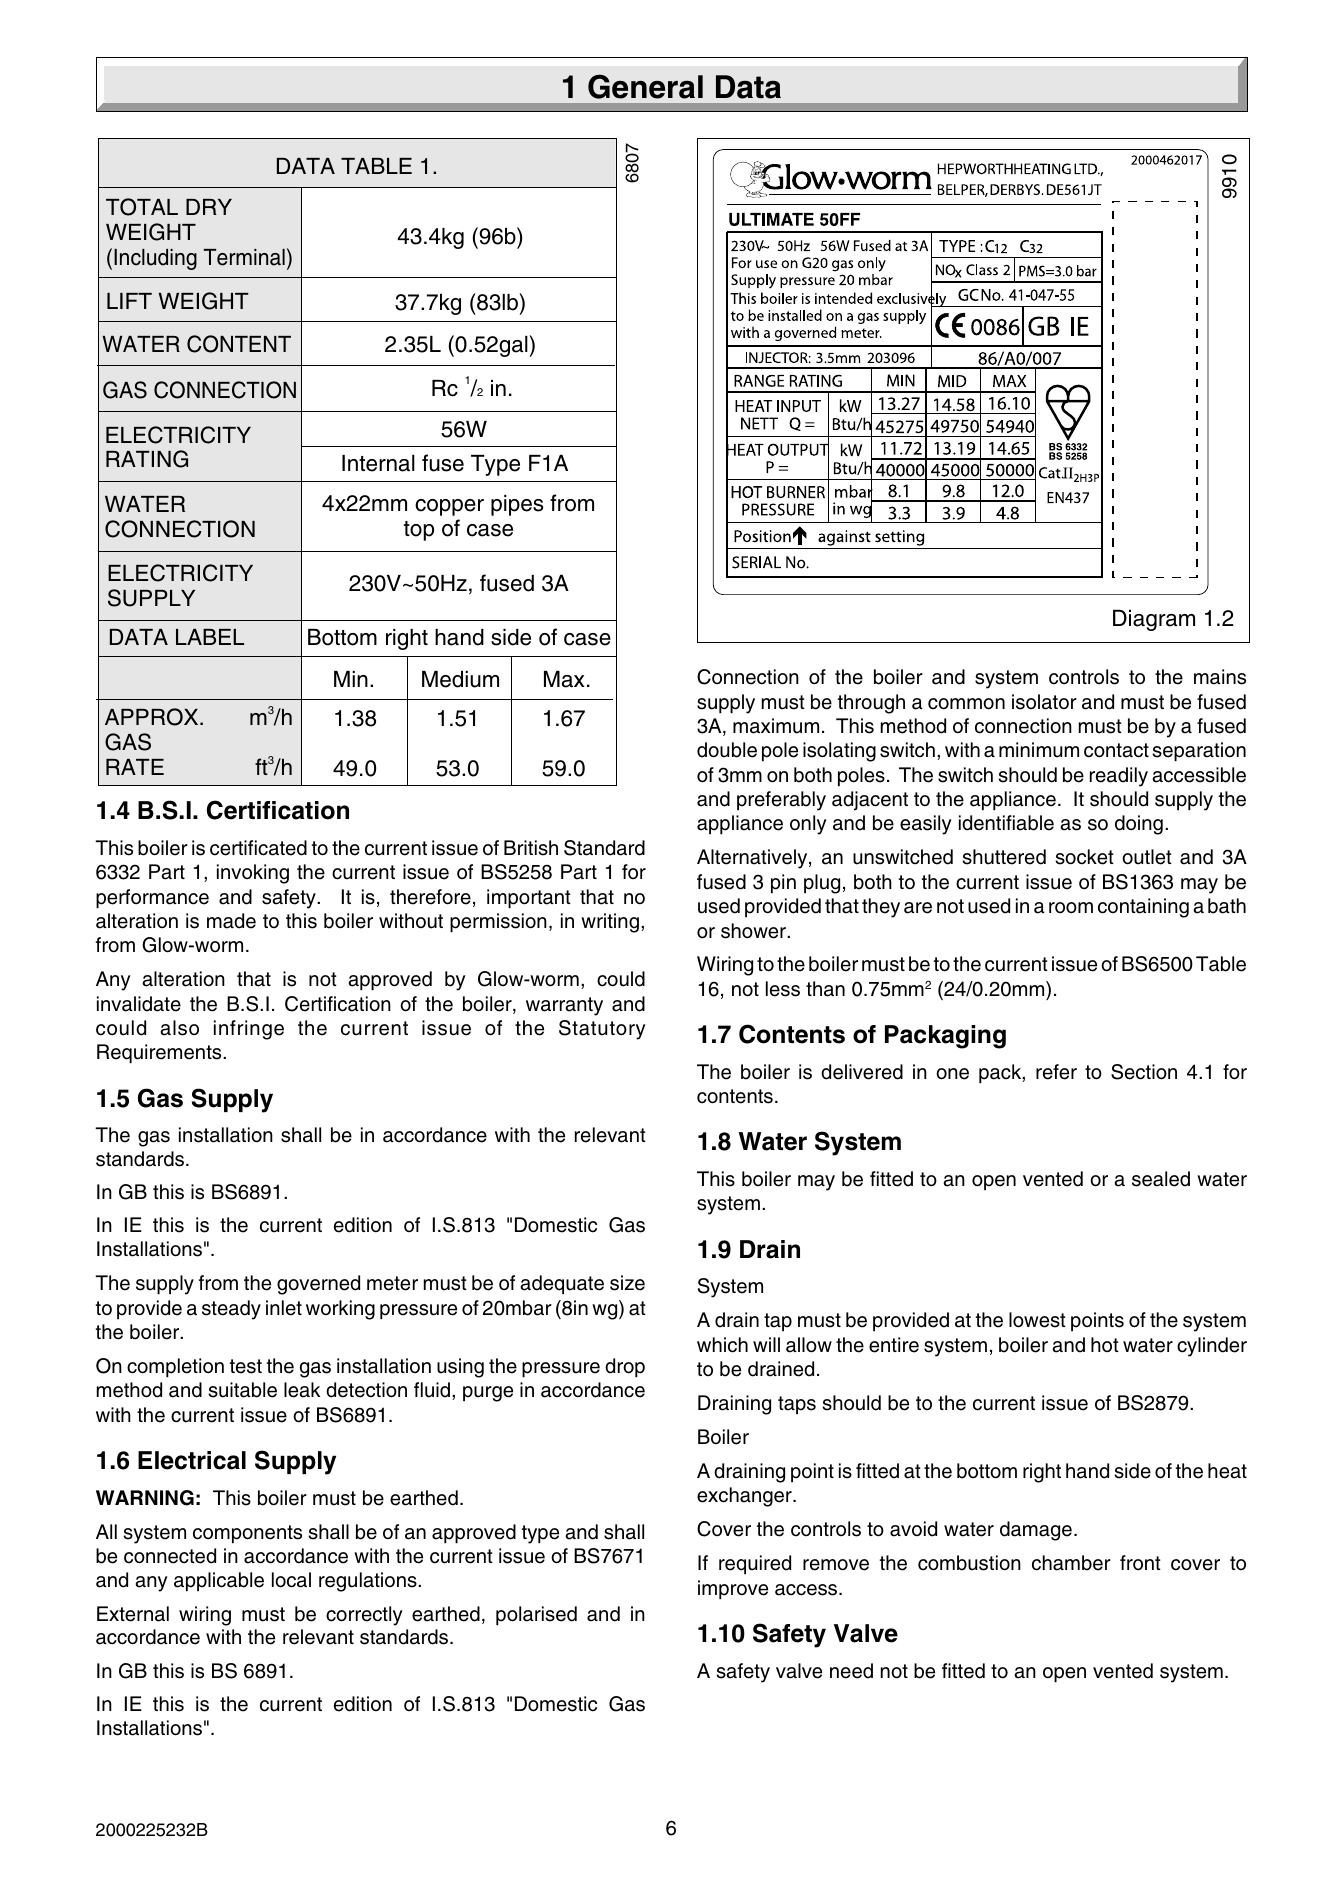 1 General Data
DATA TABLE 1.
6807
TOTAL DRY
WEIGHT
(Including Terminal)
43.4kg (96b)
LIFT WEIGHT
37.7kg (83lb)
WATER CONTENT
2.35L (0.52gal)
GAS CONNECTION
Rc 1/2 in.
ELECTRICITY
RATING
56W
Internal fuse Type F1A
WATER
CONNECTION
4x22mm copper pipes from
top of case
ELECTRICITY
SUPPLY
230V~50Hz, fused 3A
DATA LABEL
Bottom right hand side of case
Min. Medium Max.
APPROX. m³/h 1.38 1.51 1.67
GAS
RATE ft³/h 49.0 53.0 59.0
1.4 B.S.I. Certification
This boiler is certificated to the current issue of British Standard
6332 Part 1, invoking the current issue of BS5258 Part 1 for
performance and safety. It is, therefore, important that no
alteration is made to this boiler without permission, in writing,
from Glow-worm.
Any alteration that is not approved by Glow-worm, could
invalidate the B.S.I. Certification of the boiler, warranty and
could also infringe the current issue of the Statutory
Requirements.
1.5 Gas Supply
The gas installation shall be in accordance with the relevant
standards.
In GB this is BS6891.
In IE this is the current edition of I.S.813 "Domestic Gas
Installations".
The supply from the governed meter must be of adequate size
to provide a steady inlet working pressure of 20mbar (8in wg) at
the boiler.
On completion test the gas installation using the pressure drop
method and suitable leak detection fluid, purge in accordance
with the current issue of BS6891.
1.6 Electrical Supply
WARNING: This boiler must be earthed.
All system components shall be of an approved type and shall
be connected in accordance with the current issue of BS7671
and any applicable local regulations.
External wiring must be correctly earthed, polarised and in
accordance with the relevant standards.
In GB this is BS 6891.
In IE this is the current edition of I.S.813 "Domestic Gas
Installations".
Glow•worm
HEPWORTHHEATING LTD.,
BELPER, DERBYS. DE561JT
2000462017
9910
ULTIMATE 50FF
230V~ 50Hz 56W Fused at 3A
For use on G20 gas only
Supply pressure 20 mbar
This boiler is intended exclusively
to be installed on a gas supply
with a governed meter.
TYPE : C12 C32
NOx Class 2 PMS=3.0 bar
GC No. 41-047-55
CE 0086 GB IE
INJECTOR: 3.5mm 203096 86/A0/007
RANGE RATING MIN MID MAX
HEAT INPUT kW 13.27 14.58 16.10
NETT Q = Btu/h 45275 49750 54940
HEAT OUTPUT kW 11.72 13.19 14.65
P = Btu/h 40000 45000 50000
HOT BURNER mbar 8.1 9.8 12.0
PRESSURE in wg 3.3 3.9 4.8
BS 6332
BS 5258
Cat.II2H3P
EN437
Position against setting
SERIAL No.
Diagram 1.2
Connection of the boiler and system controls to the mains
supply must be through a common isolator and must be fused
3A, maximum. This method of connection must be by a fused
double pole isolating switch, with a minimum contact separation
of 3mm on both poles. The switch should be readily accessible
and preferably adjacent to the appliance. It should supply the
appliance only and be easily identifiable as so doing.
Alternatively, an unswitched shuttered socket outlet and 3A
fused 3 pin plug, both to the current issue of BS1363 may be
used provided that they are not used in a room containing a bath
or shower.
Wiring to the boiler must be to the current issue of BS6500 Table
16, not less than 0.75mm² (24/0.20mm).
1.7 Contents of Packaging
The boiler is delivered in one pack, refer to Section 4.1 for
contents.
1.8 Water System
This boiler may be fitted to an open vented or a sealed water
system.
1.9 Drain
System
A drain tap must be provided at the lowest points of the system
which will allow the entire system, boiler and hot water cylinder
to be drained.
Draining taps should be to the current issue of BS2879.
Boiler
A draining point is fitted at the bottom right hand side of the heat
exchanger.
Cover the controls to avoid water damage.
If required remove the combustion chamber front cover to
improve access.
1.10 Safety Valve
A safety valve need not be fitted to an open vented system.
2000225232B
6